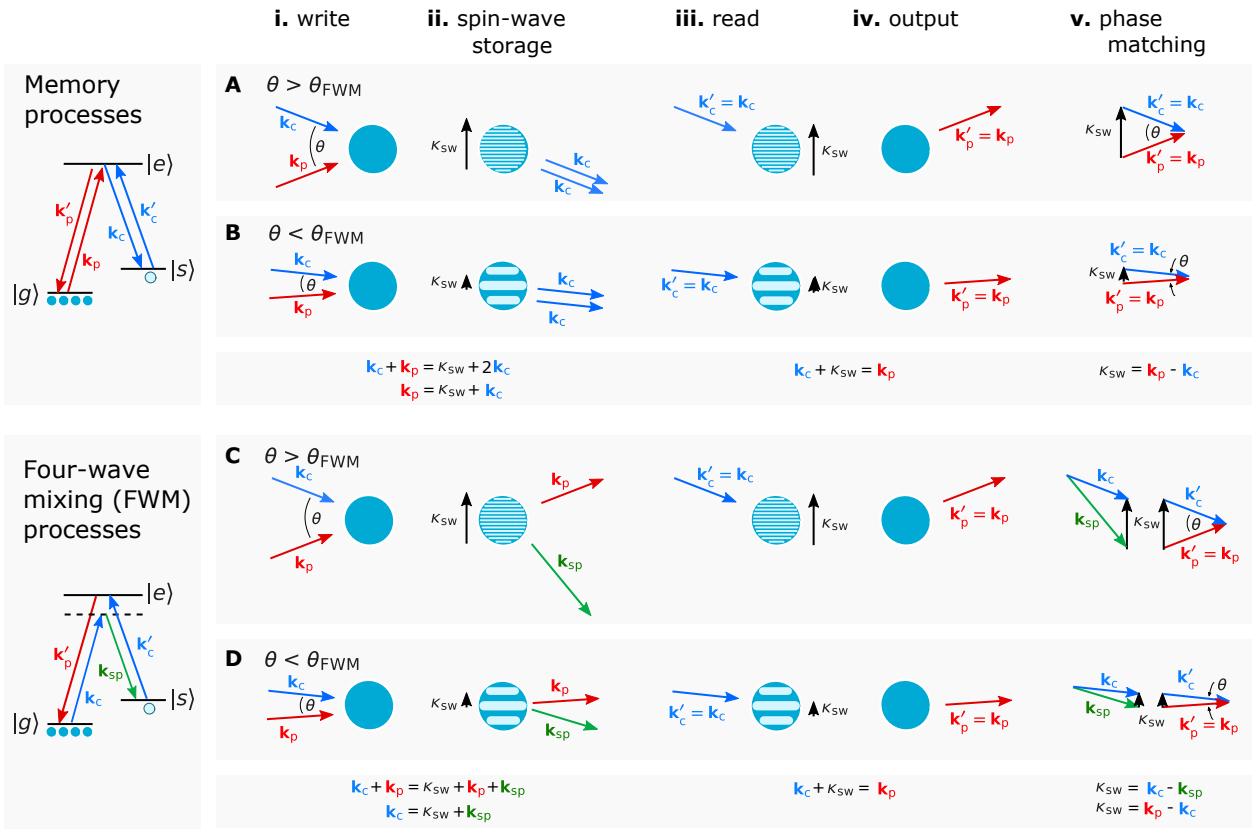 i. write
ii. spin-wave storage
iii. read
iv. output
v. phase matching
Memory processes
|e⟩
k′p
kp
kc
k′c
|s⟩
|g⟩
A
θ > θFWM
kc
θ
kp
κsw
kc
kc
k′c = kc
κsw
k′p = kp
k′c = kc
κsw
θ
k′p = kp
B
θ < θFWM
kc
θ
kp
κsw
kc
kc
k′c = kc
κsw
k′p = kp
k′c = kc
θ
κsw
k′p = kp
kc + kp = κsw + 2kc
kp = κsw + kc
kc + κsw = kp
κsw = kp - kc
Four-wave mixing (FWM) processes
|e⟩
k′p
kc
ksp
k′c
|s⟩
|g⟩
C
θ > θFWM
kc
θ
kp
κsw
kp
ksp
k′c = kc
κsw
k′p = kp
kc
ksp
κsw
k′c
θ
k′p = kp
D
θ < θFWM
kc
θ
kp
κsw
kp
ksp
k′c = kc
κsw
k′p = kp
kc
ksp
κsw
k′c
θ
k′p = kp
kc + kp = κsw + kp + ksp
kc = κsw + ksp
kc + κsw = kp
κsw = kc - ksp
κsw = kp - kc